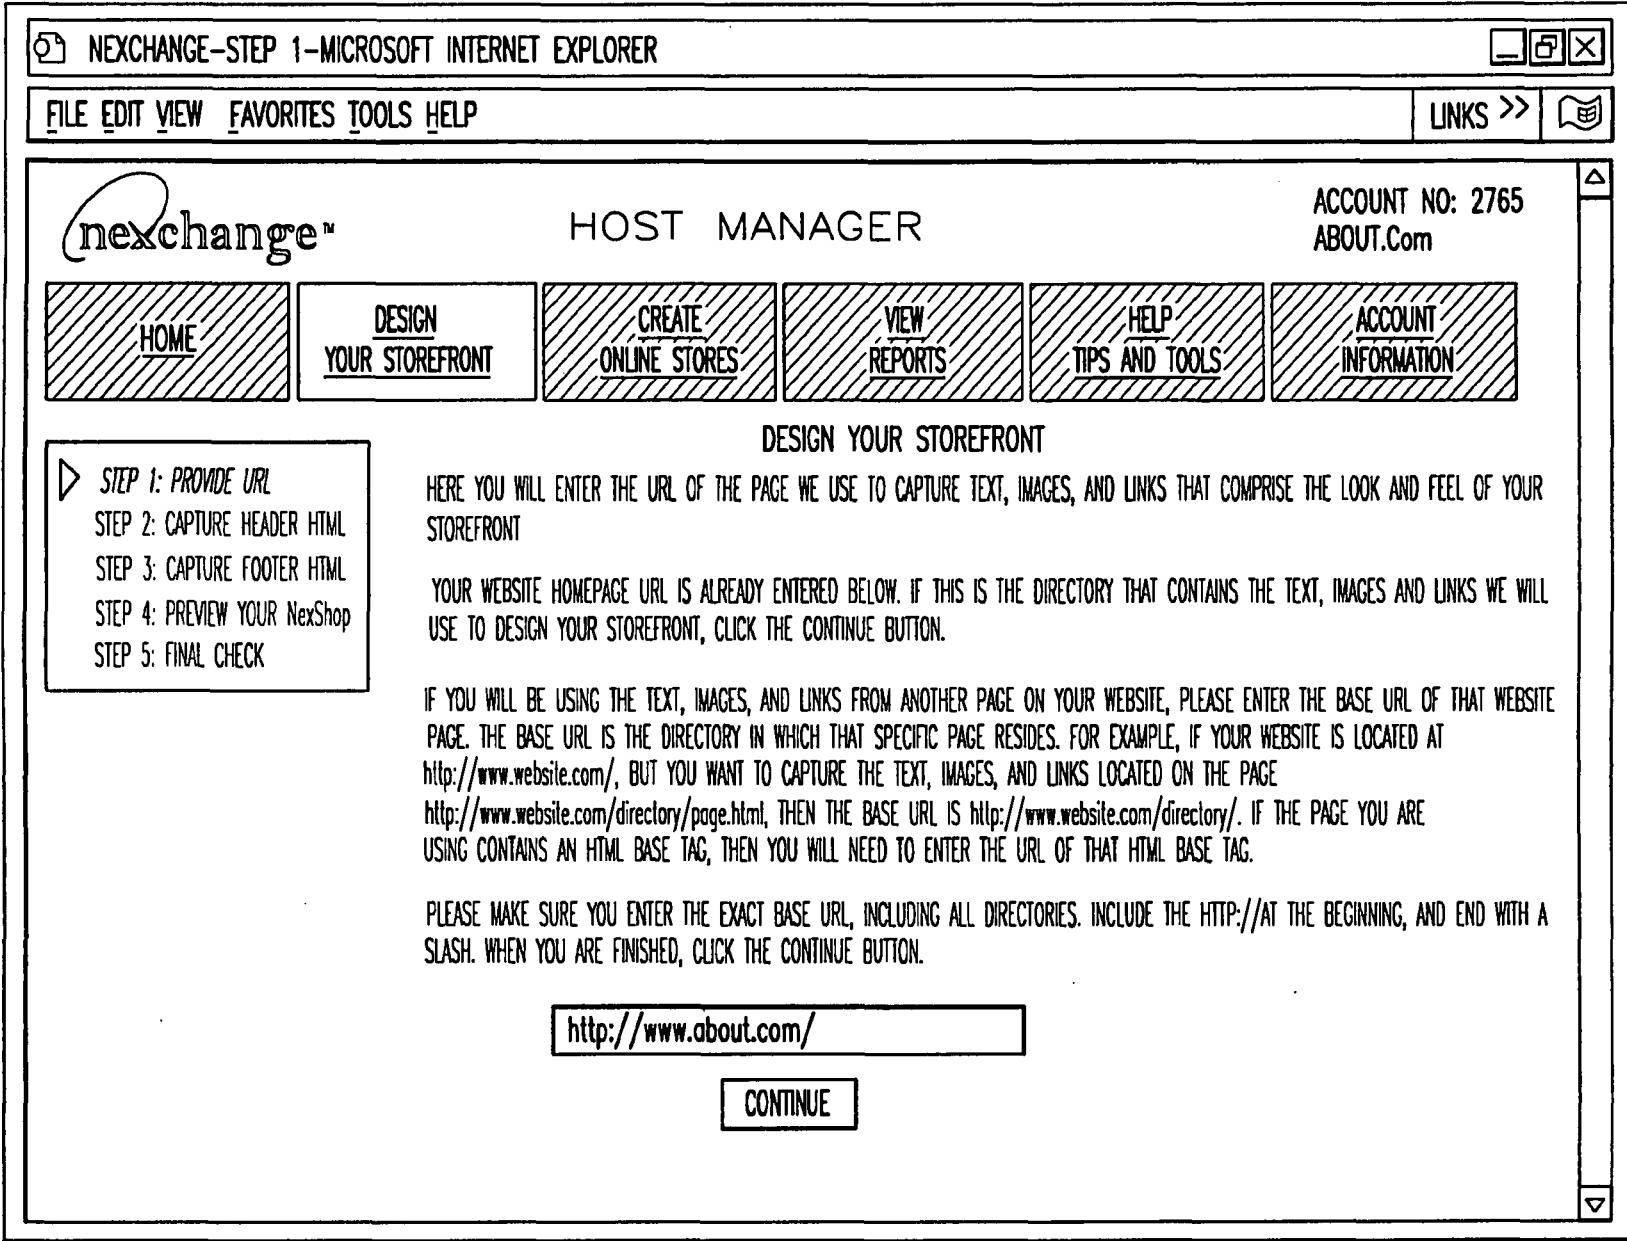 NEXCHANGE-STEP 1-MICROSOFT INTERNET EXPLORER
FILE EDIT VIEW FAVORITES TOOLS HELP LINKS >>
nexchange™ HOST MANAGER
ACCOUNT NO: 2765
ABOUT.Com
HOME
DESIGN
YOUR STOREFRONT
CREATE
ONLINE STORES
VIEW
REPORTS
HELP
TIPS AND TOOLS
ACCOUNT
INFORMATION
STEP 1: PROVIDE URL
STEP 2: CAPTURE HEADER HTML
STEP 3: CAPTURE FOOTER HTML
STEP 4: PREVIEW YOUR NexShop
STEP 5: FINAL CHECK
DESIGN YOUR STOREFRONT
HERE YOU WILL ENTER THE URL OF THE PAGE WE USE TO CAPTURE TEXT, IMAGES, AND LINKS THAT COMPRISE THE LOOK AND FEEL OF YOUR
STOREFRONT
YOUR WEBSITE HOMEPAGE URL IS ALREADY ENTERED BELOW. IF THIS IS THE DIRECTORY THAT CONTAINS THE TEXT, IMAGES AND LINKS WE WILL
USE TO DESIGN YOUR STOREFRONT, CLICK THE CONTINUE BUTTON.
IF YOU WILL BE USING THE TEXT, IMAGES, AND LINKS FROM ANOTHER PAGE ON YOUR WEBSITE, PLEASE ENTER THE BASE URL OF THAT WEBSITE
PAGE. THE BASE URL IS THE DIRECTORY IN WHICH THAT SPECIFIC PAGE RESIDES. FOR EXAMPLE, IF YOUR WEBSITE IS LOCATED AT
http://www.website.com/, BUT YOU WANT TO CAPTURE THE TEXT, IMAGES, AND LINKS LOCATED ON THE PAGE
http://www.website.com/directory/page.html, THEN THE BASE URL IS http://www.website.com/directory/. IF THE PAGE YOU ARE
USING CONTAINS AN HTML BASE TAG, THEN YOU WILL NEED TO ENTER THE URL OF THAT HTML BASE TAG.
PLEASE MAKE SURE YOU ENTER THE EXACT BASE URL, INCLUDING ALL DIRECTORIES. INCLUDE THE HTTP://AT THE BEGINNING, AND END WITH A
SLASH. WHEN YOU ARE FINISHED, CLICK THE CONTINUE BUTTON.
http://www.about.com/
CONTINUE